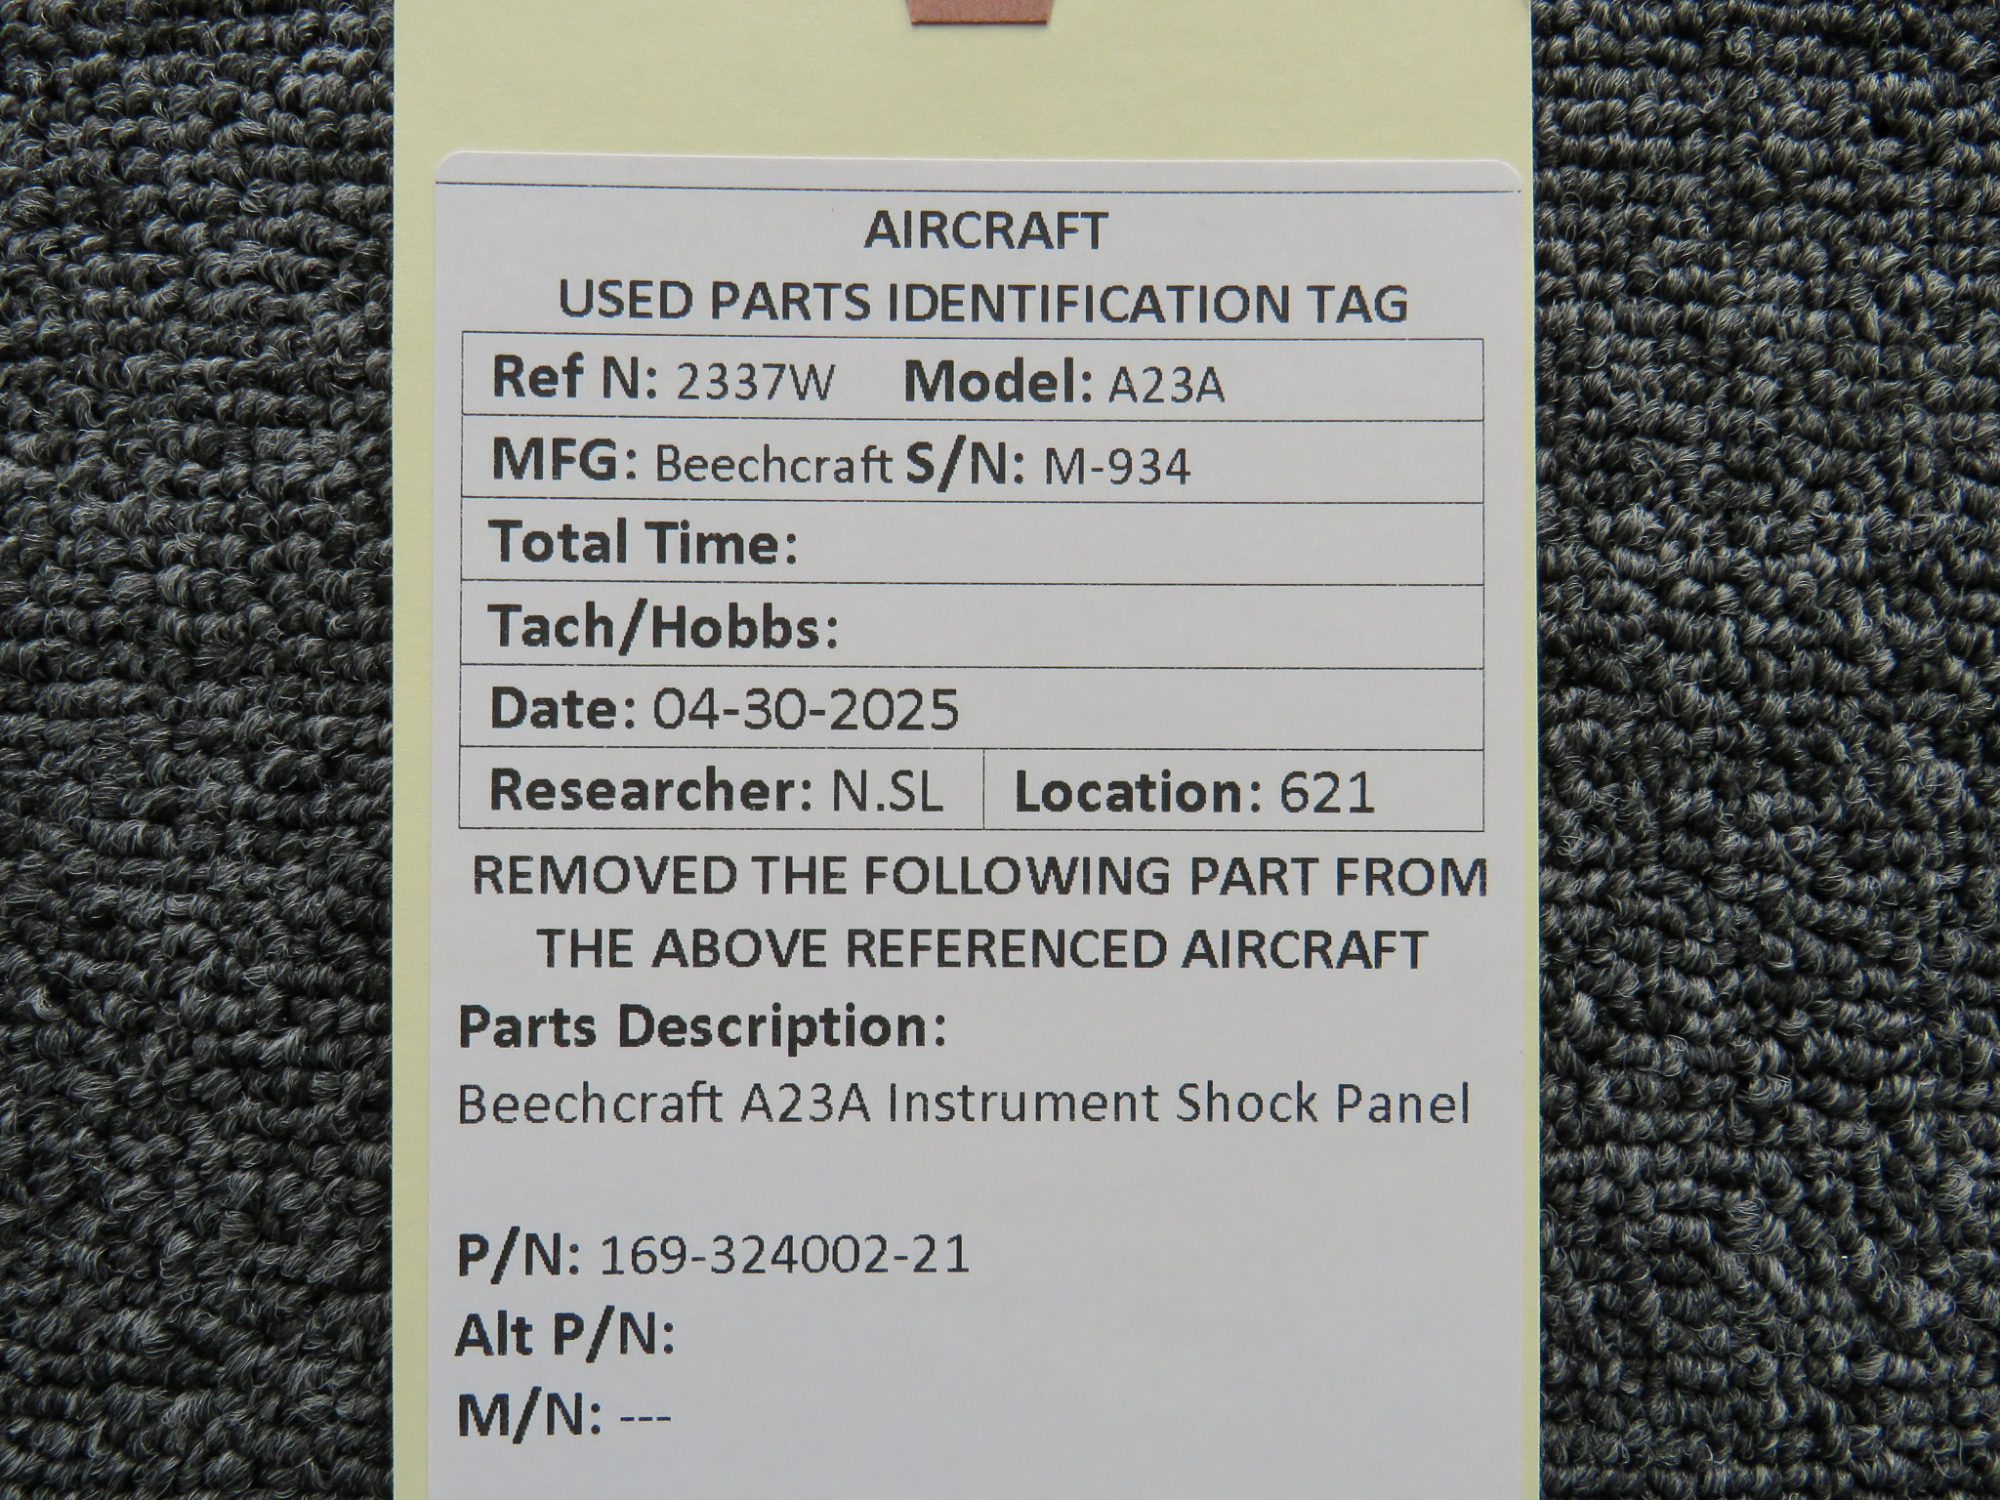 AIRCRAFT
USED PARTS IDENTIFICATION TAG
Ref N: 2337W Model: A23A
MFG: Beechcraft S/N: M-934
Total Time:
Tach/Hobbs:
Date: 04-30-2025
Researcher: N.SL Location: 621
REMOVED THE FOLLOWING PART FROM
THE ABOVE REFERENCED AIRCRAFT
Parts Description:
Beechcraft A23A Instrument Shock Panel
P/N: 169-324002-21
Alt P/N:
M/N: ---